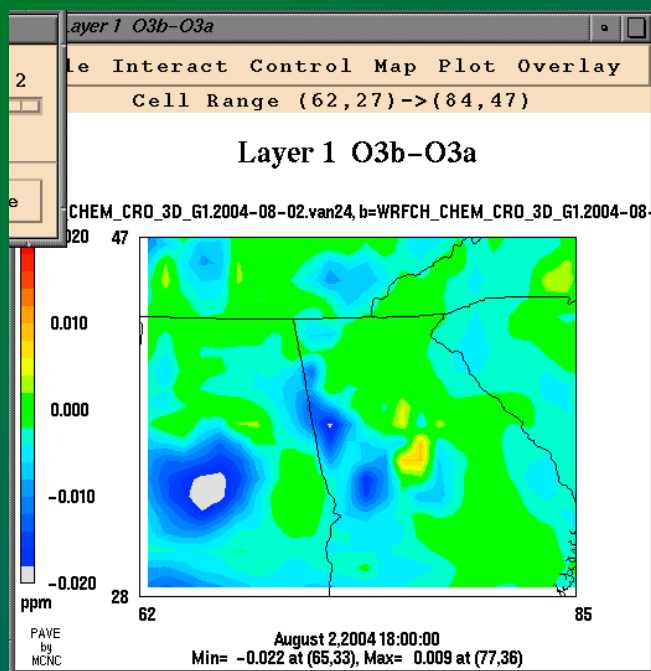 Layer 1 O3b-O3a
2
le Interact Control Map Plot Overlay
Cell Range (62,27)->(84,47)
e
Layer 1 O3b-O3a
_CHEM_CRO_3D_G1.2004-08-02.van24, b=WRFCH_CHEM_CRO_3D_G1.2004-08-
020
0.010
0.000
-0.010
-0.020
ppm
47
28
62
85
PAVE
by
MCNC
August 2,2004 18:00:00
Min= -0.022 at (65,33), Max= 0.009 at (77,36)